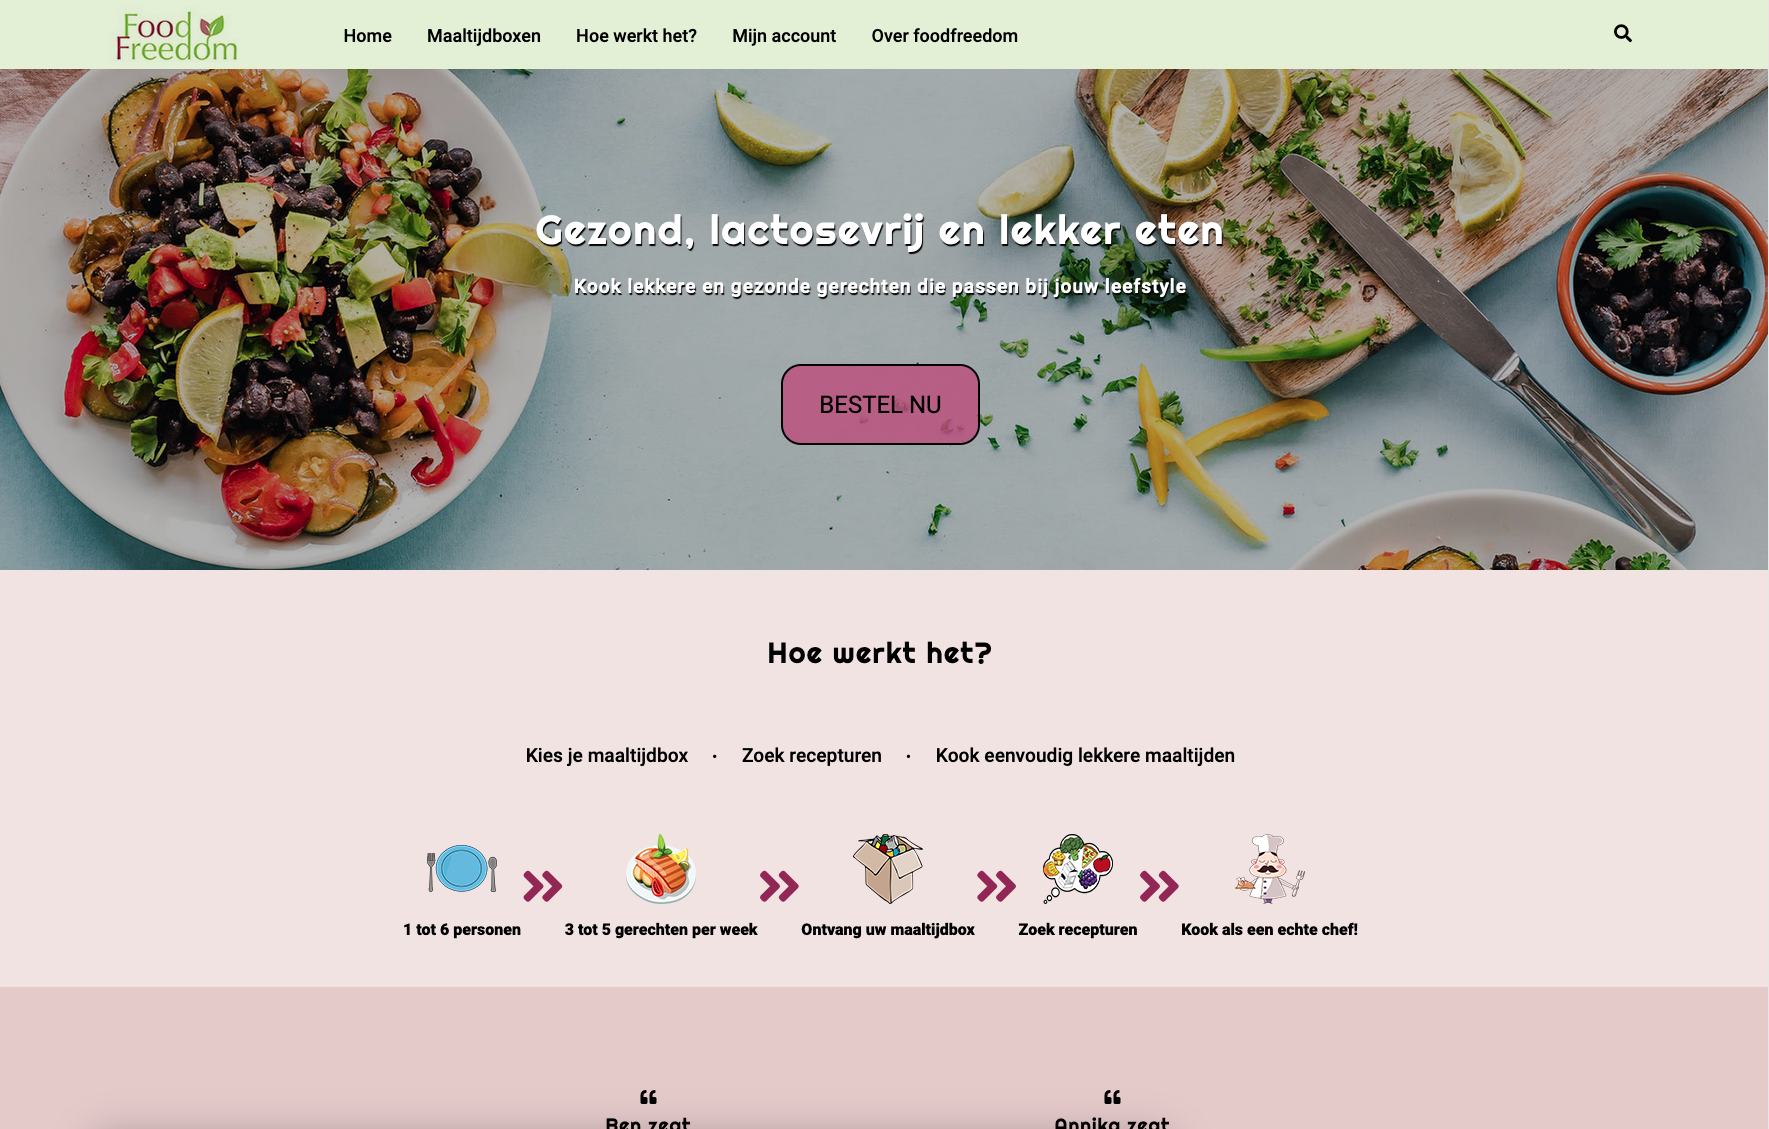 Food
Freedom
Home Maaltijdboxen Hoe werkt het? Mijn account Over foodfreedom
Gezond, lactosevrij en lekker eten
Kook lekkere en gezonde gerechten die passen bij jouw leefstyle
BESTEL NU
Hoe werkt het?
Kies je maaltijdbox · Zoek recepturen · Kook eenvoudig lekkere maaltijden
1 tot 6 personen
3 tot 5 gerechten per week
Ontvang uw maaltijdbox
Zoek recepturen
Kook als een echte chef!
“
Ben zegt
“
Annika zegt